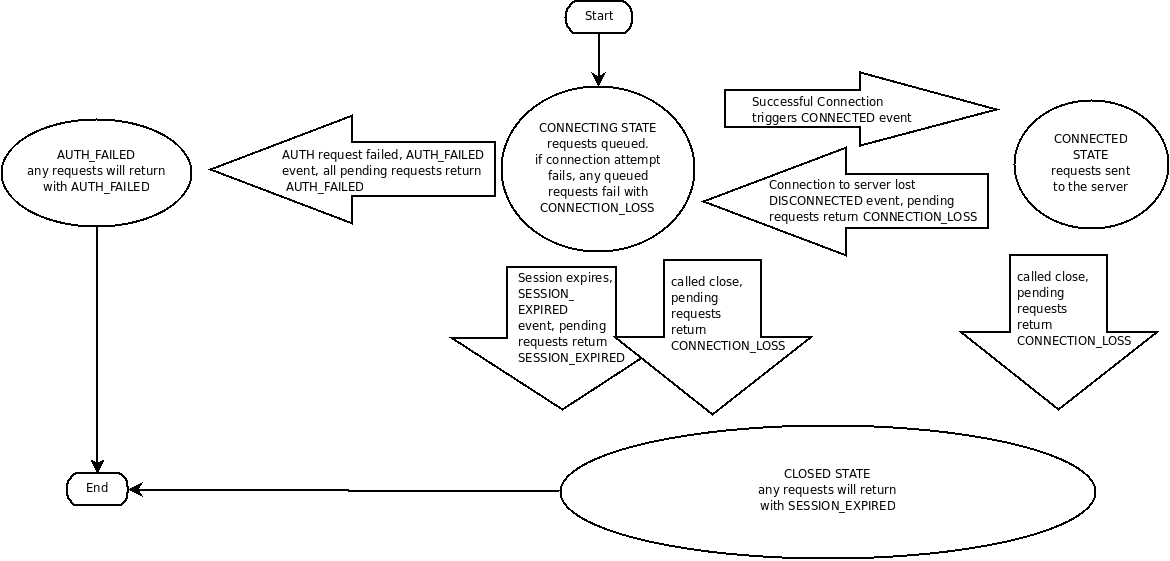 Start
CONNECTING STATE
requests queued.
if connection attempt
fails, any queued
requests fail with
CONNECTION_LOSS
Successful Connection
triggers CONNECTED event
CONNECTED
STATE
requests sent
to the server
AUTH_FAILED
any requests will return
with AUTH_FAILED
AUTH request failed, AUTH_FAILED
event, all pending requests return
AUTH_FAILED
Connection to server lost
DISCONNECTED event, pending
requests return CONNECTION_LOSS
Session expires,
SESSION_
EXPIRED
event, pending
requests return
SESSION_EXPIRED
called close,
pending
requests
return
CONNECTION_LOSS
called close,
pending
requests
return
CONNECTION_LOSS
End
CLOSED STATE
any requests will return
with SESSION_EXPIRED